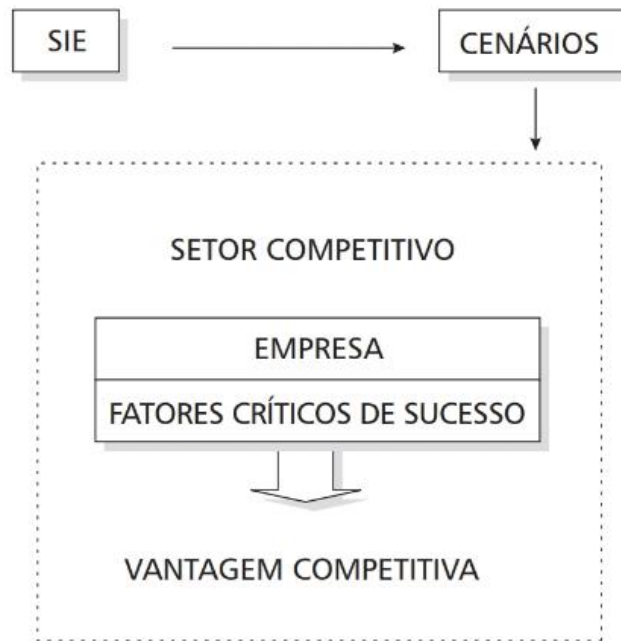 SIE
CENÁRIOS
SETOR COMPETITIVO
EMPRESA
FATORES CRÍTICOS DE SUCESSO
VANTAGEM COMPETITIVA